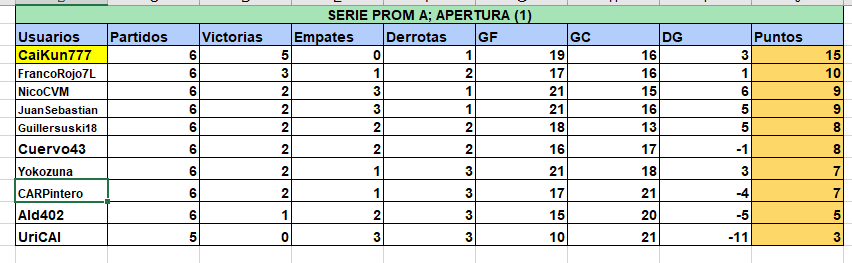 SERIE PROM A; APERTURA (1)
Usuarios Partidos Victorias Empates Derrotas GF GC DG Puntos
CaiKun777 6 5 0 1 19 16 3 15
FrancoRojo7L 6 3 1 2 17 16 1 10
NicoCVM 6 2 3 1 21 15 6 9
JuanSebastian 6 2 3 1 21 16 5 9
Guillersuski18 6 2 2 2 18 13 5 8
Cuervo43 6 2 2 2 16 17 -1 8
Yokozuna 6 2 1 3 21 18 3 7
CARPintero 6 2 1 3 17 21 -4 7
Ald402 6 1 2 3 15 20 -5 5
UriCAI 5 0 3 3 10 21 -11 3